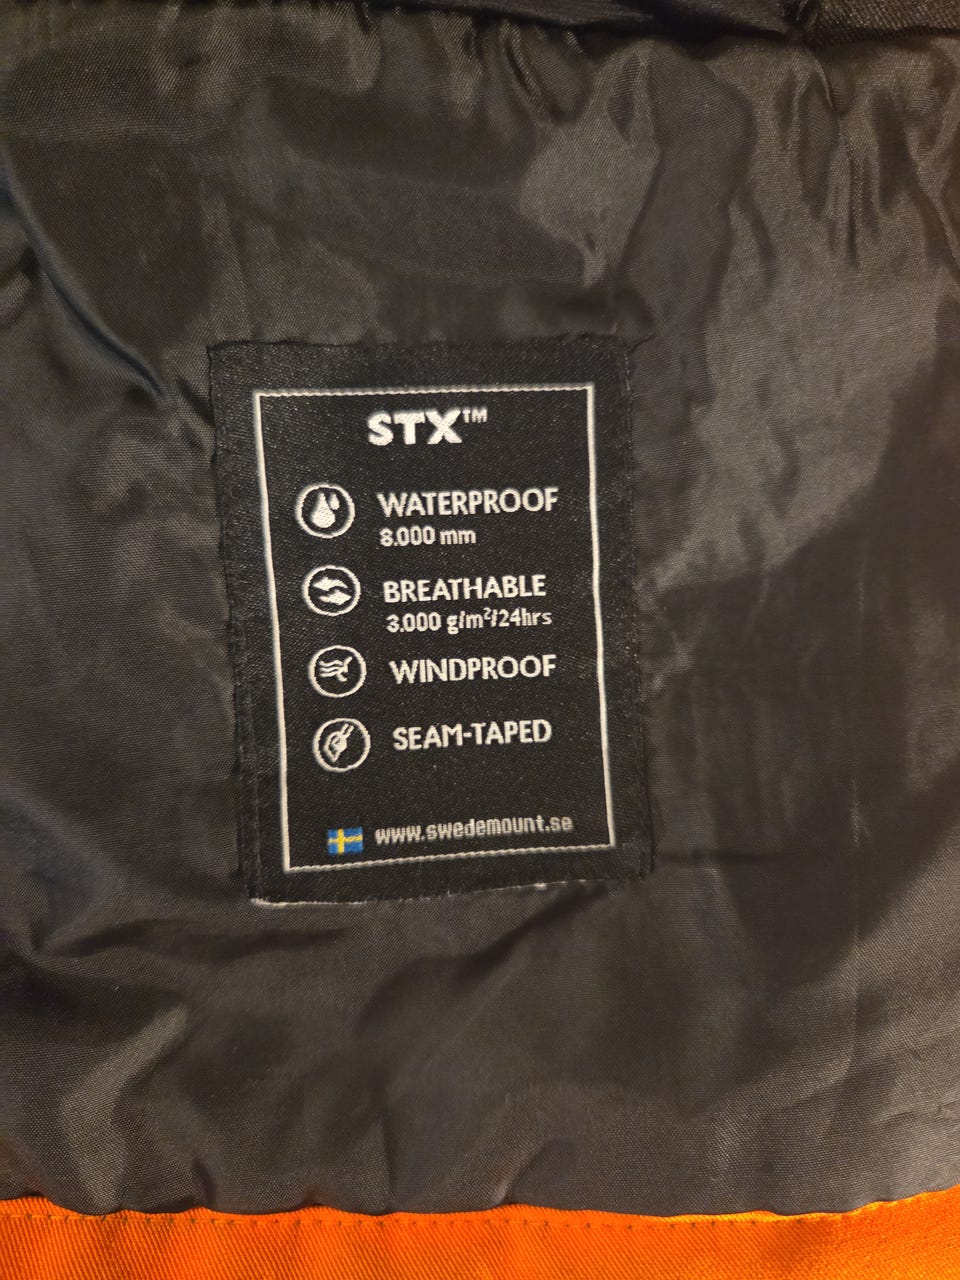 STX™
WATERPROOF
8.000 mm
BREATHABLE
3.000 g/m²/24hrs
WINDPROOF
SEAM-TAPED
www.swedemount.se